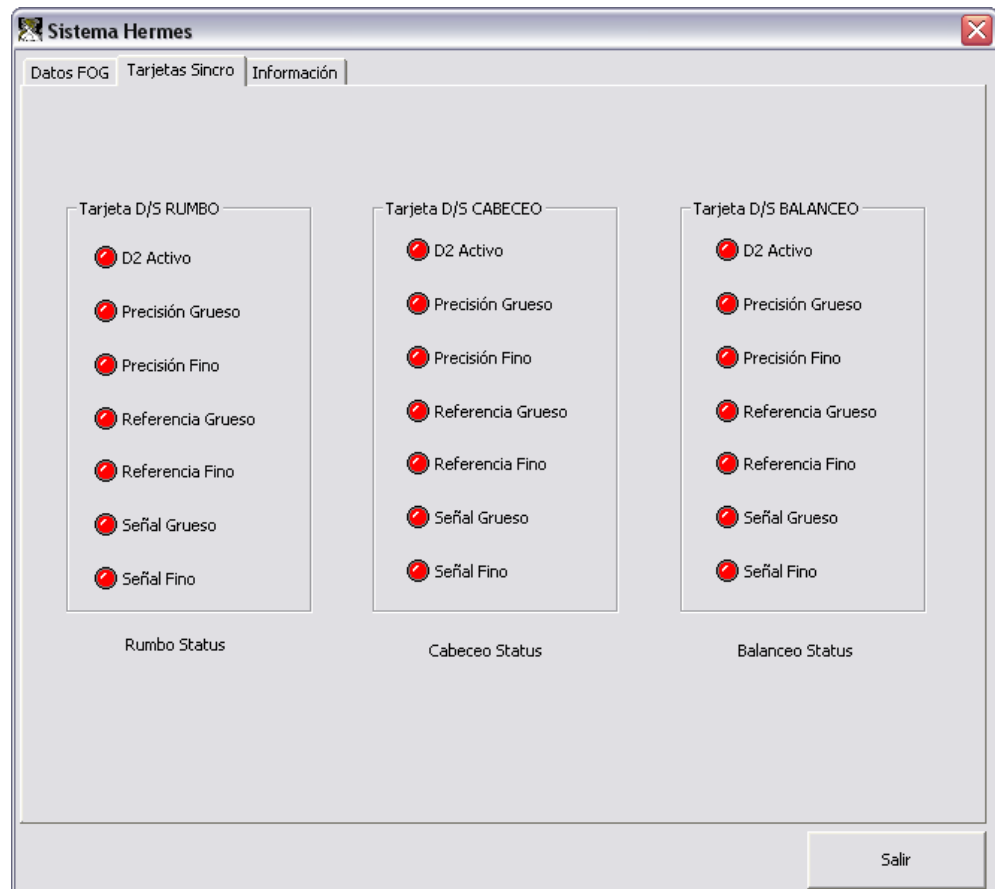 Sistema Hermes
Datos FOG
Tarjetas Sincro
Información
Tarjeta D/S RUMBO
D2 Activo
Precisión Grueso
Precisión Fino
Referencia Grueso
Referencia Fino
Señal Grueso
Señal Fino
Rumbo Status
Tarjeta D/S CABECEO
D2 Activo
Precisión Grueso
Precisión Fino
Referencia Grueso
Referencia Fino
Señal Grueso
Señal Fino
Cabeceo Status
Tarjeta D/S BALANCEO
D2 Activo
Precisión Grueso
Precisión Fino
Referencia Grueso
Referencia Fino
Señal Grueso
Señal Fino
Balanceo Status
Salir